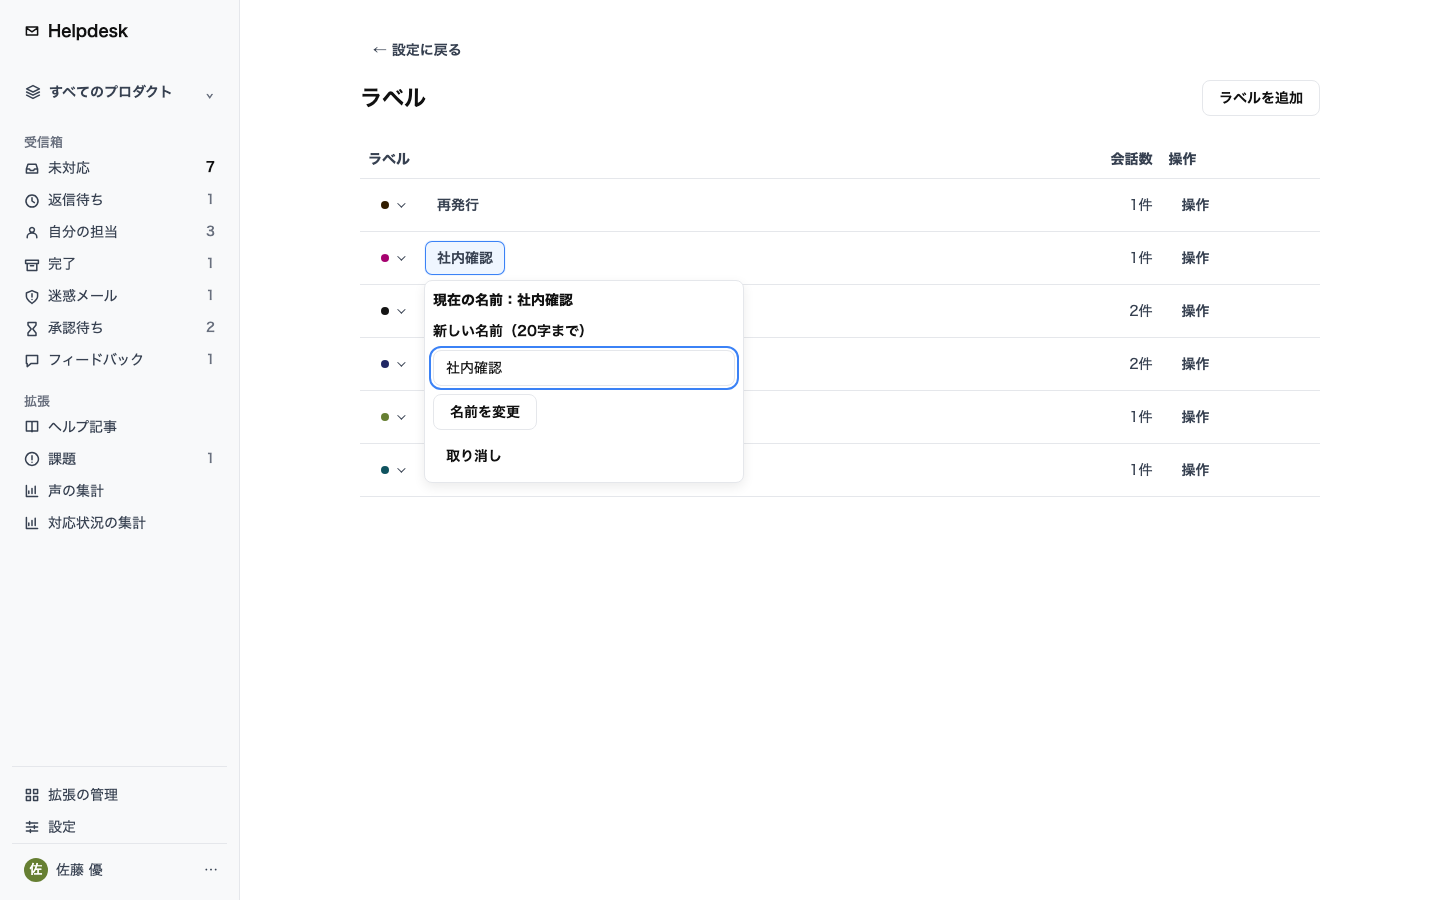 Helpdesk
すべてのプロダクト
受信箱
未対応 7
返信待ち 1
自分の担当 3
完了 1
迷惑メール 1
承認待ち 2
フィードバック 1
拡張
ヘルプ記事
課題 1
声の集計
対応状況の集計
拡張の管理
設定
佐 佐藤 優 …
← 設定に戻る
ラベル
ラベルを追加
ラベル 会話数 操作
再発行 1件 操作
社内確認 1件 操作
現在の名前：社内確認
新しい名前（20字まで）
社内確認
名前を変更
取り消し
2件 操作
2件 操作
1件 操作
1件 操作